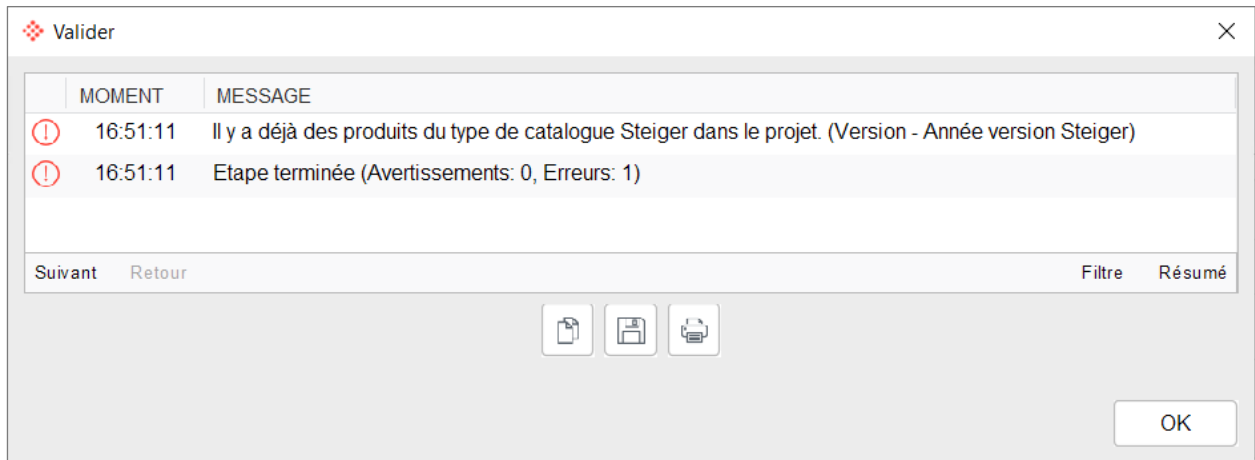 Valider
MOMENT MESSAGE
16:51:11 Il y a déjà des produits du type de catalogue Steiger dans le projet. (Version - Année version Steiger)
16:51:11 Etape terminée (Avertissements: 0, Erreurs: 1)
Suivant Retour Filtre Résumé
OK